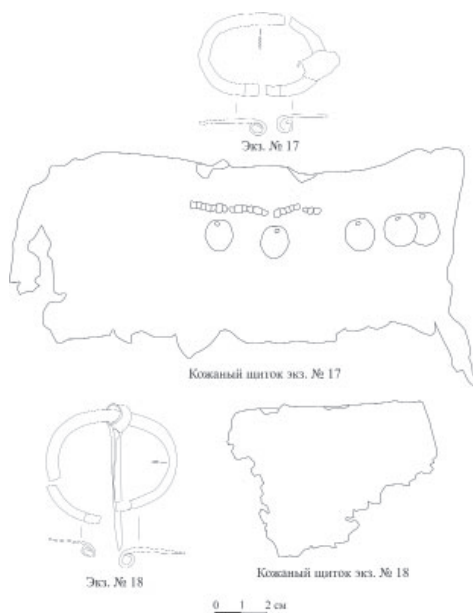 Экз. № 17
Кожаный щиток экз. № 17
Экз. № 18
Кожаный щиток экз. № 18
0 1 2 см